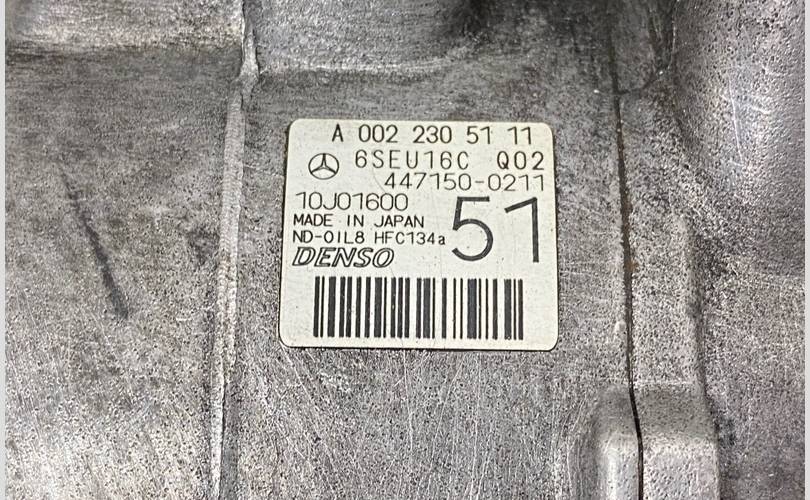 A 002 230 51 11
6SEU16C Q02
447150-0211
10J01600
51
MADE IN JAPAN
ND-OIL8 HFC134a
DENSO